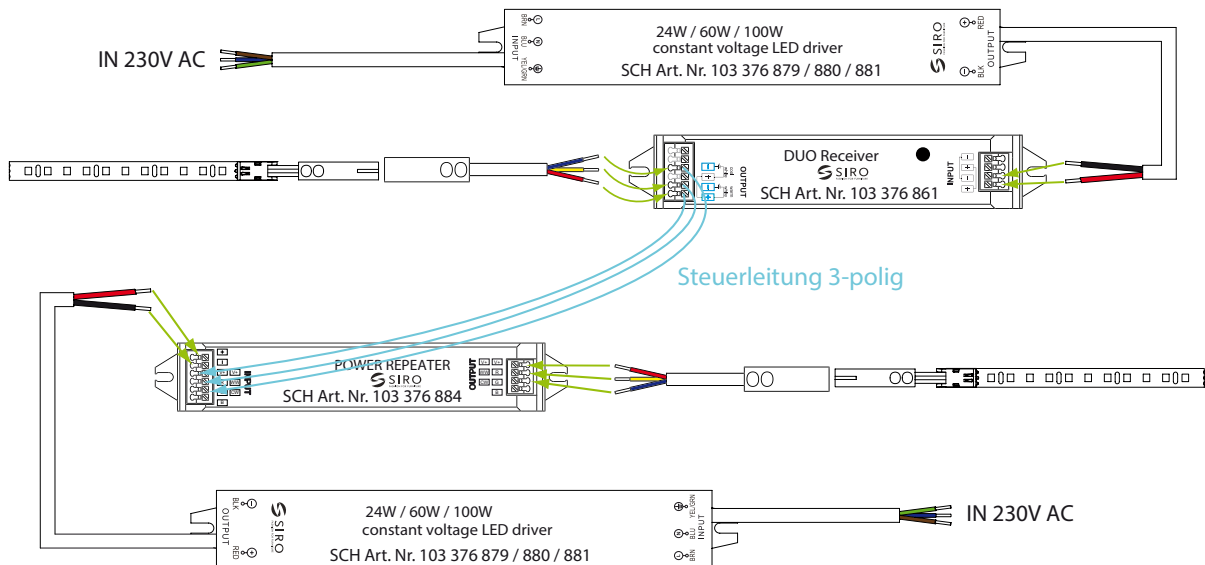 BRN L
BLU N
YEL/GRN
INPUT
24W / 60W / 100W
constant voltage LED driver
SCH Art. Nr. 103 376 879 / 880 / 881
SIRO
+ RED
− BLK
OUTPUT
IN 230V AC
OUTPUT
DUO Receiver
SIRO
SCH Art. Nr. 103 376 861
INPUT
− + − +
Steuerleitung 3-polig
INPUT
POWER REPEATER
SIRO
SCH Art. Nr. 103 376 884
OUTPUT
BLK −
RED +
OUTPUT
SIRO
24W / 60W / 100W
constant voltage LED driver
SCH Art. Nr. 103 376 879 / 880 / 881
YEL/GRN
N BLU
L BRN
INPUT
IN 230V AC